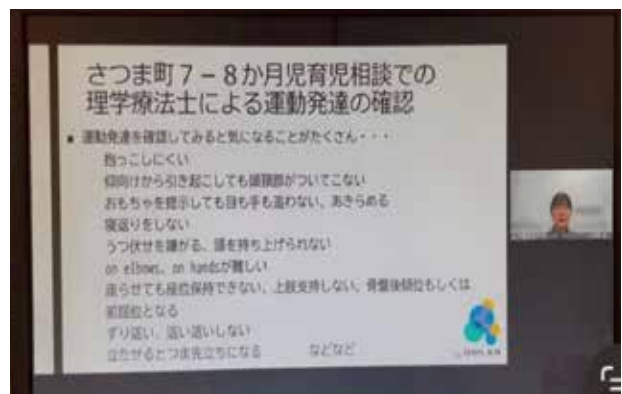 さつま町7-8か月児育児相談での
理学療法士による運動発達の確認
▪ 運動発達を確認してみると気になることがたくさん・・・
抱っこしにくい
仰向けから引き起こしても頭頸部がついてこない
おもちゃを提示しても目も手も追わない、あきらめる
寝返りをしない
うつ伏せを嫌がる、頭を持ち上げられない
on elbows、on handsが難しい
座らせても座位保持できない、上肢支持しない、骨盤後傾位もしくは
前屈位となる
ずり這い、這い這いしない
立たせるとつま先立ちになる などなど